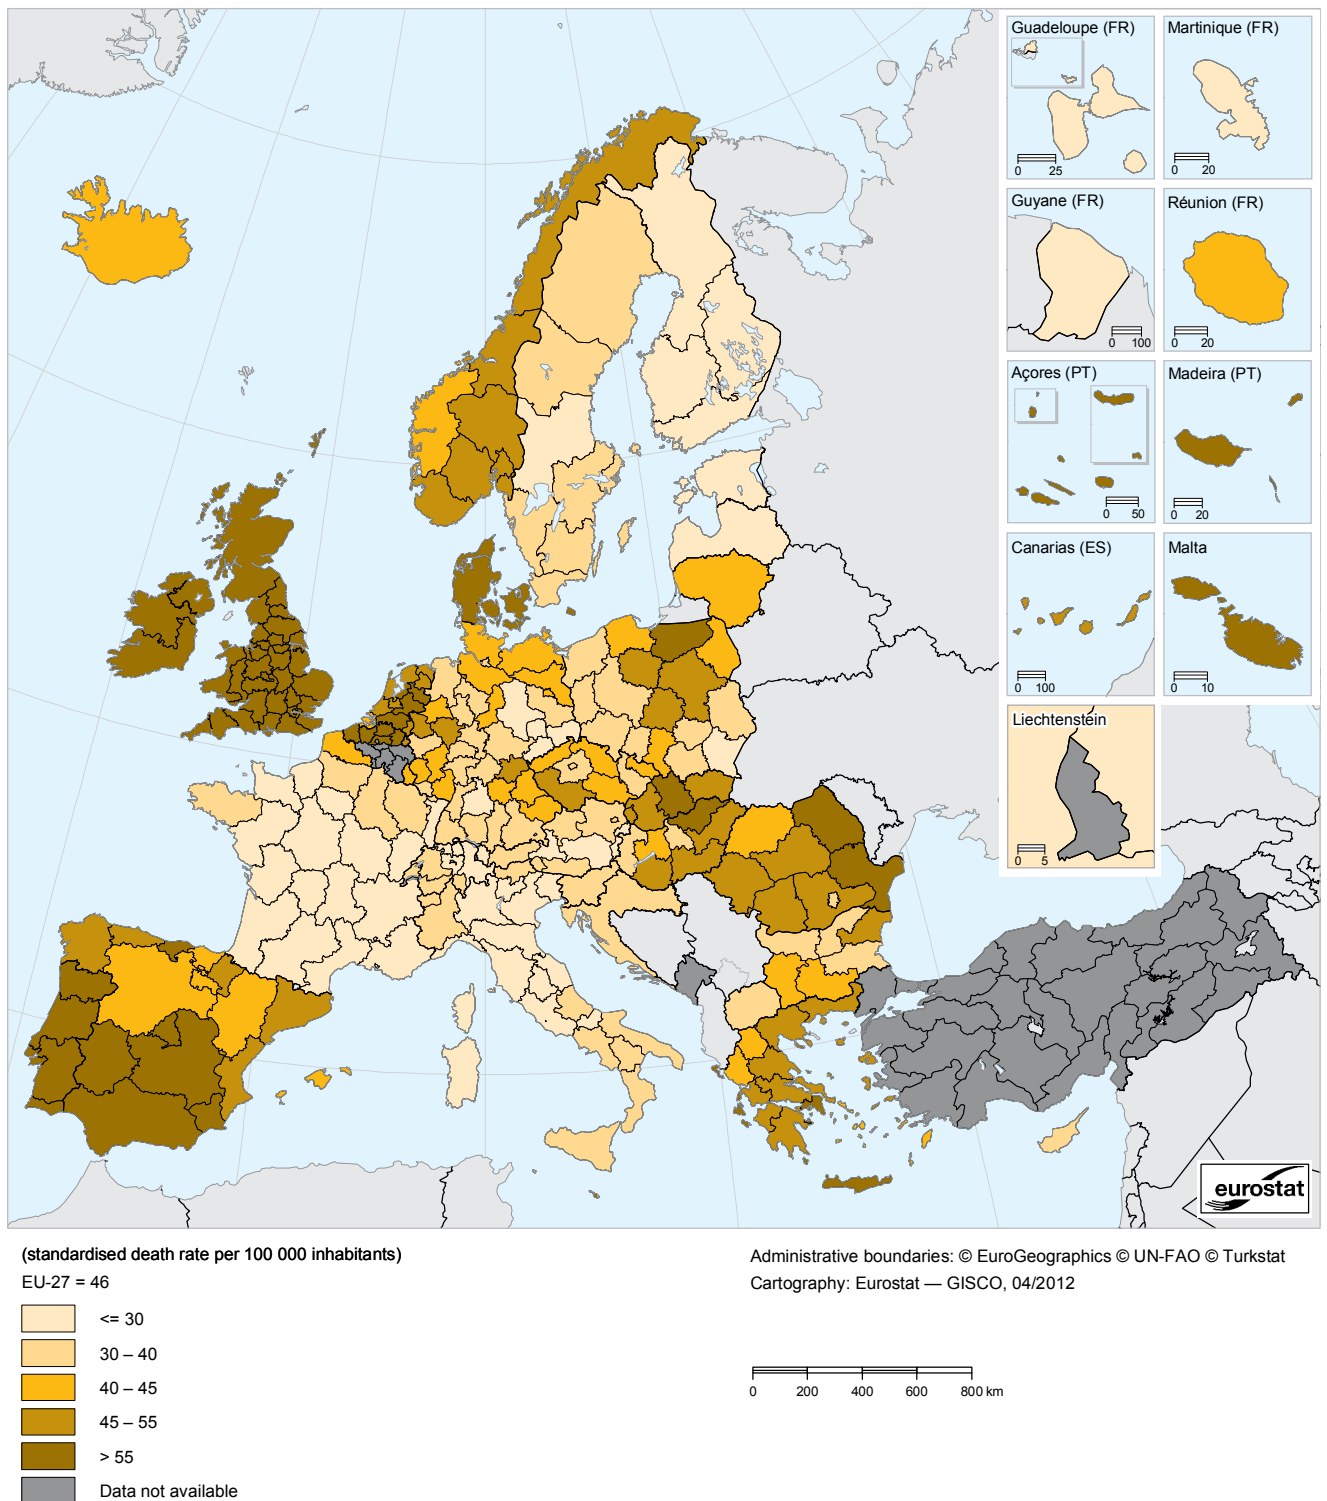 Guadeloupe (FR)
0 25
Martinique (FR)
0 20
Guyane (FR)
0 100
Réunion (FR)
0 20
Açores (PT)
0 50
Madeira (PT)
0 20
Canarias (ES)
0 100
Malta
0 10
Liechtenstein
0 5
eurostat
(standardised death rate per 100 000 inhabitants)
EU-27 = 46
<= 30
30 – 40
40 – 45
45 – 55
> 55
Data not available
Administrative boundaries: © EuroGeographics © UN-FAO © Turkstat
Cartography: Eurostat — GISCO, 04/2012
0 200 400 600 800 km